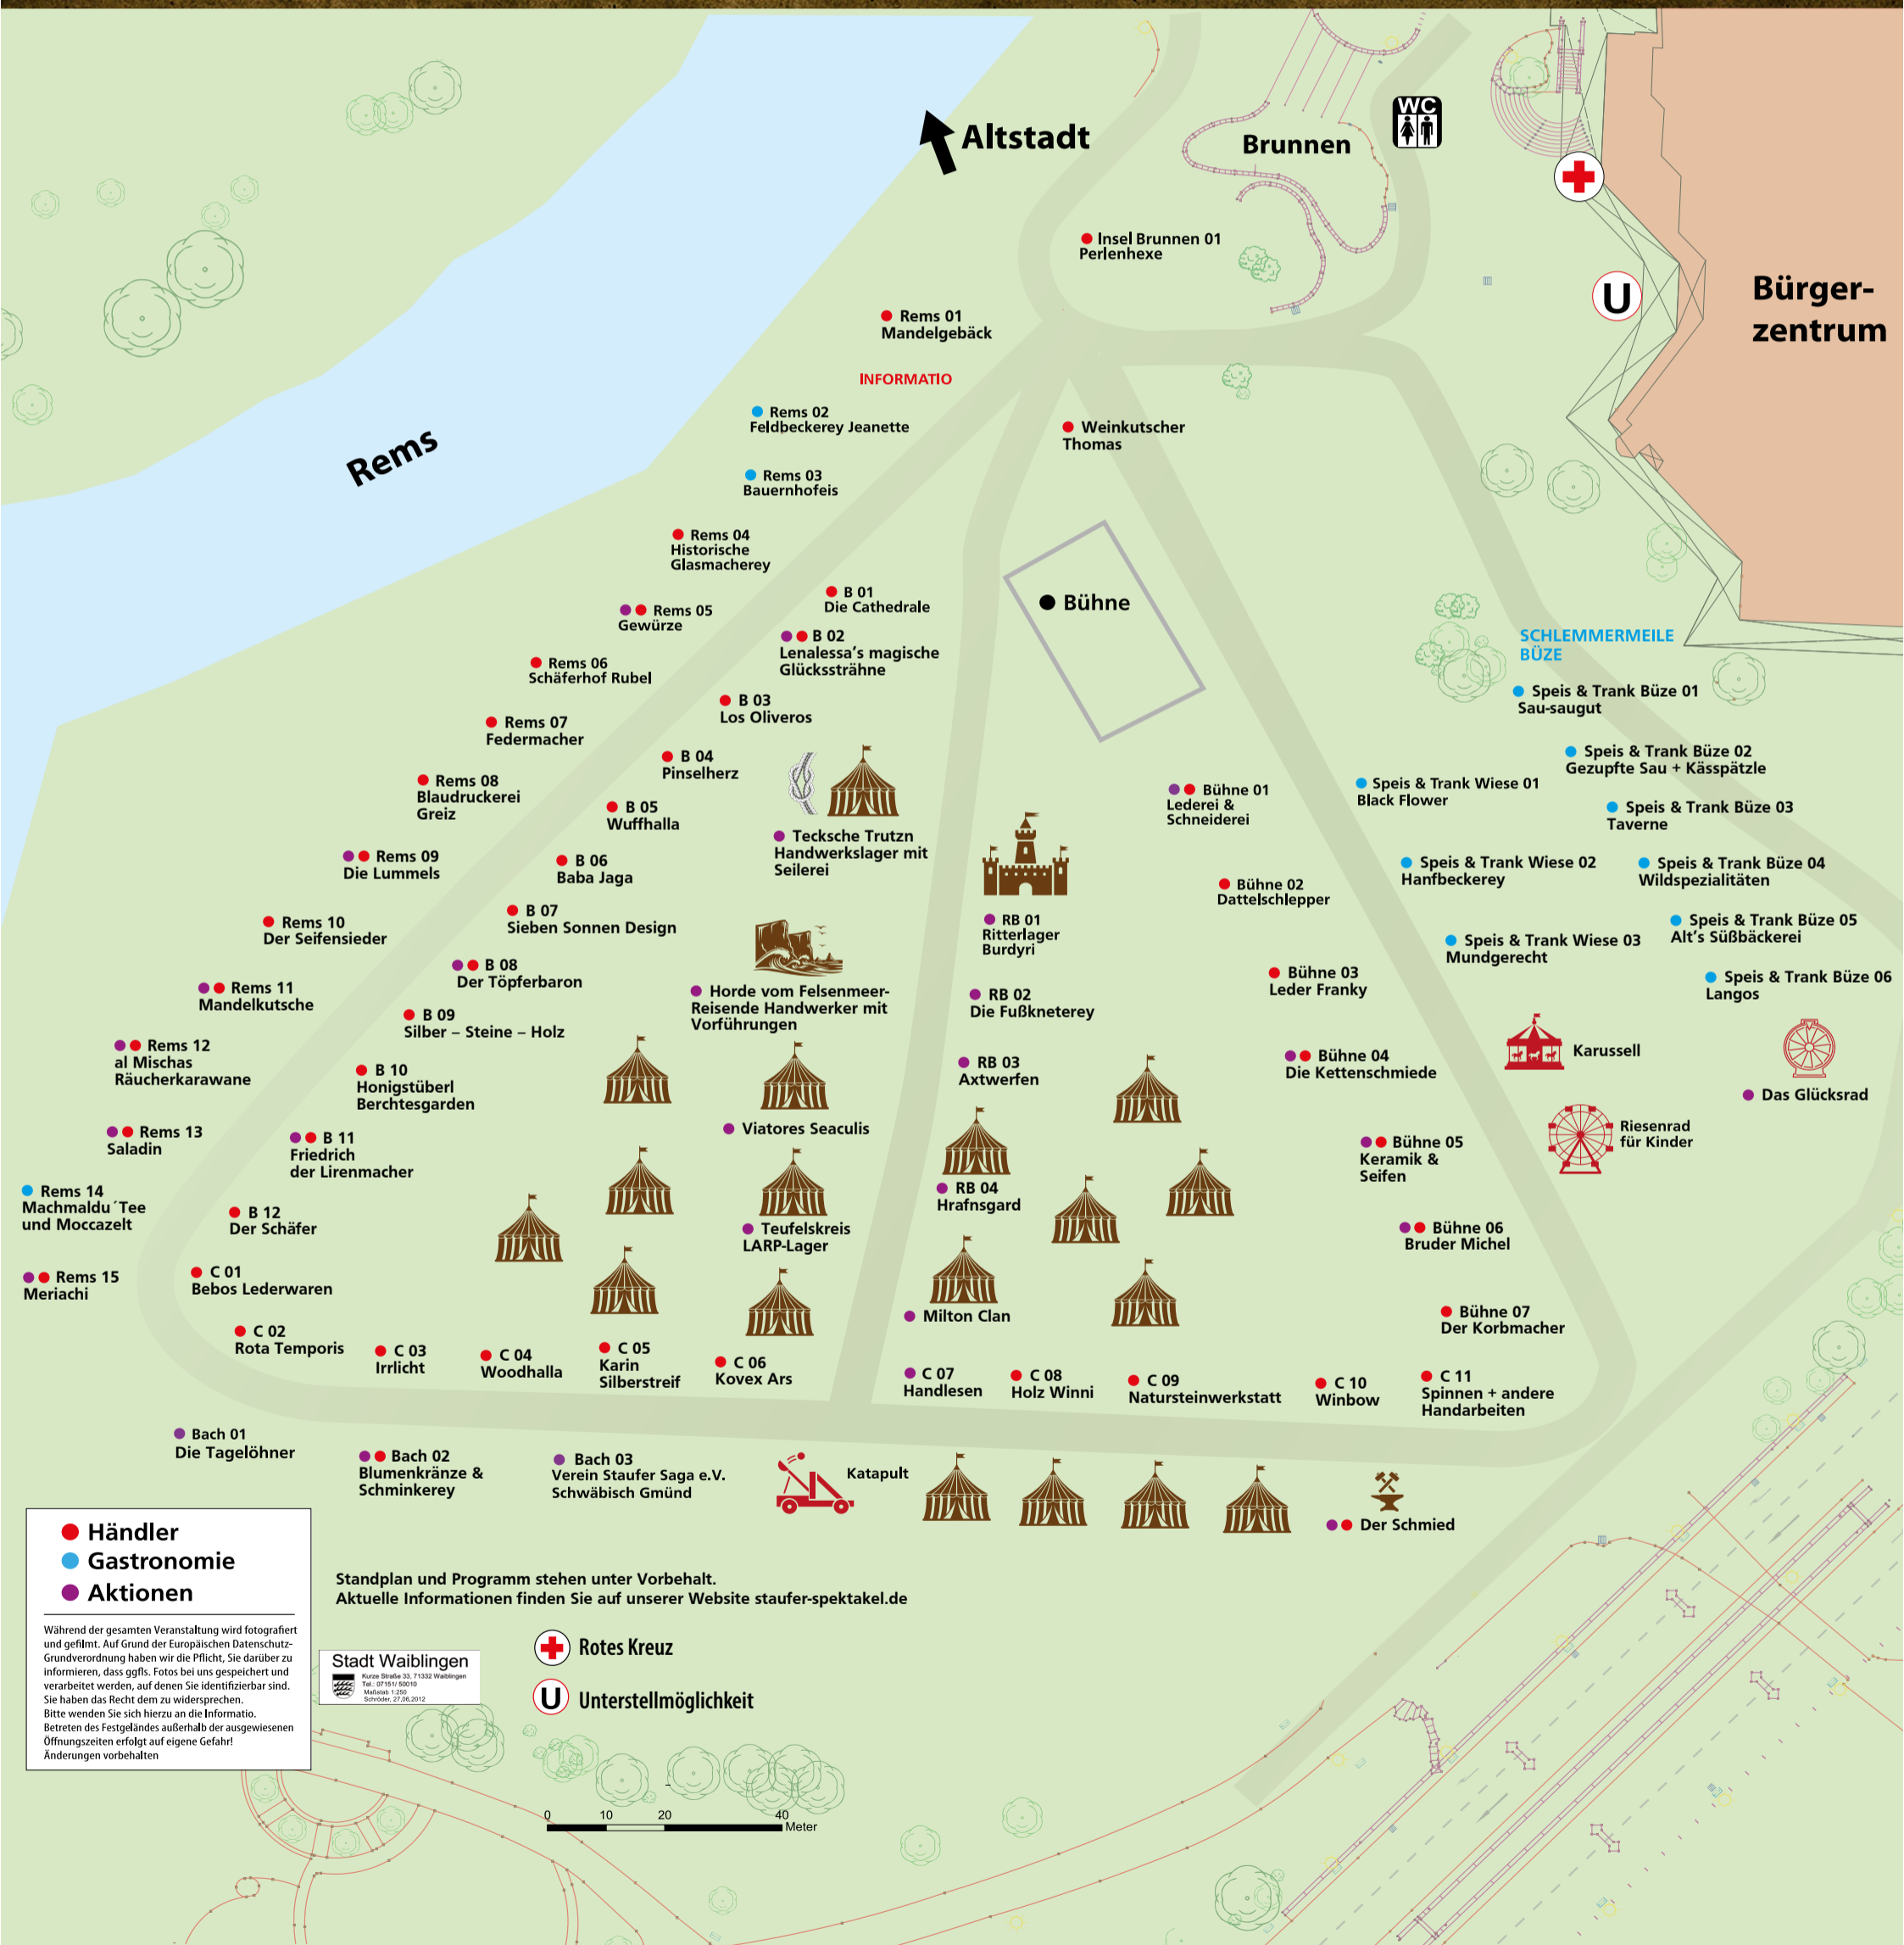 Altstadt
Brunnen
WC
Insel Brunnen 01
Perlenhexe
Bürger-
zentrum
U
Rems 01
Mandelgebäck
INFORMATIO
Rems
Rems 02
Feldbeckerey Jeanette
Weinkutscher
Thomas
Rems 03
Bauernhofeis
Rems 04
Historische
Glasmacherey
B 01
Die Cathedrale
Bühne
Rems 05
Gewürze
B 02
Lenalessa's magische
Glückssträhne
SCHLEMMERMEILE
BÜZE
Rems 06
Schäferhof Rubel
Speis & Trank Büze 01
Sau-saugut
B 03
Los Oliveros
Rems 07
Federmacher
B 04
Pinselherz
Speis & Trank Büze 02
Gezupfte Sau + Kässpätzle
Rems 08
Blaudruckerei
Greiz
Bühne 01
Lederei &
Schneiderei
Speis & Trank Wiese 01
Black Flower
B 05
Wuffhalla
Speis & Trank Büze 03
Taverne
Tecksche Trutzn
Handwerkslager mit
Seilerei
Rems 09
Die Lummels
B 06
Baba Jaga
Speis & Trank Wiese 02
Hanfbeckerey
Speis & Trank Büze 04
Wildspezialitäten
Bühne 02
Dattelschlepper
Rems 10
Der Seifensieder
B 07
Sieben Sonnen Design
RB 01
Ritterlager
Burdyri
Speis & Trank Büze 05
Alt's Süßbäckerei
Speis & Trank Wiese 03
Mundgerecht
B 08
Der Töpferbaron
Bühne 03
Leder Franky
Speis & Trank Büze 06
Langos
Rems 11
Mandelkutsche
Horde vom Felsenmeer-
Reisende Handwerker mit
Vorführungen
RB 02
Die Fußkneterey
B 09
Silber – Steine – Holz
Rems 12
al Mischas
Räucherkarawane
Karussell
Bühne 04
Die Kettenschmiede
RB 03
Axtwerfen
B 10
Honigstüberl
Berchtesgarden
Das Glücksrad
Rems 13
Saladin
Viatores Seaculis
Riesenrad
für Kinder
B 11
Friedrich
der Lirenmacher
Bühne 05
Keramik &
Seifen
Rems 14
Machmaldu ´Tee
und Moccazelt
RB 04
Hrafnsgard
B 12
Der Schäfer
Teufelskreis
LARP-Lager
Bühne 06
Bruder Michel
Rems 15
Meriachi
C 01
Bebos Lederwaren
Milton Clan
Bühne 07
Der Korbmacher
C 02
Rota Temporis
C 03
Irrlicht
C 04
Woodhalla
C 05
Karin
Silberstreif
C 06
Kovex Ars
C 07
Handlesen
C 08
Holz Winni
C 09
Natursteinwerkstatt
C 10
Winbow
C 11
Spinnen + andere
Handarbeiten
Bach 01
Die Tagelöhner
Bach 02
Blumenkränze &
Schminkerey
Bach 03
Verein Staufer Saga e.V.
Schwäbisch Gmünd
Katapult
Der Schmied
Händler
Gastronomie
Aktionen
Während der gesamten Veranstaltung wird fotografiert
und gefilmt. Auf Grund der Europäischen Datenschutz-
Grundverordnung haben wir die Pflicht, Sie darüber zu
informieren, dass ggfls. Fotos bei uns gespeichert und
verarbeitet werden, auf denen Sie identifizierbar sind.
Sie haben das Recht dem zu widersprechen.
Bitte wenden Sie sich hierzu an die Informatio.
Betreten des Festgeländes außerhalb der ausgewiesenen
Öffnungszeiten erfolgt auf eigene Gefahr!
Änderungen vorbehalten
Standplan und Programm stehen unter Vorbehalt.
Aktuelle Informationen finden Sie auf unserer Website staufer-spektakel.de
Stadt Waiblingen
Kurze Straße 33, 71332 Waiblingen
Tel.: 07151/ 50010
Maßstab 1:250
Schröder, 27.06.2012
Rotes Kreuz
U
Unterstellmöglichkeit
0 10 20 40
Meter